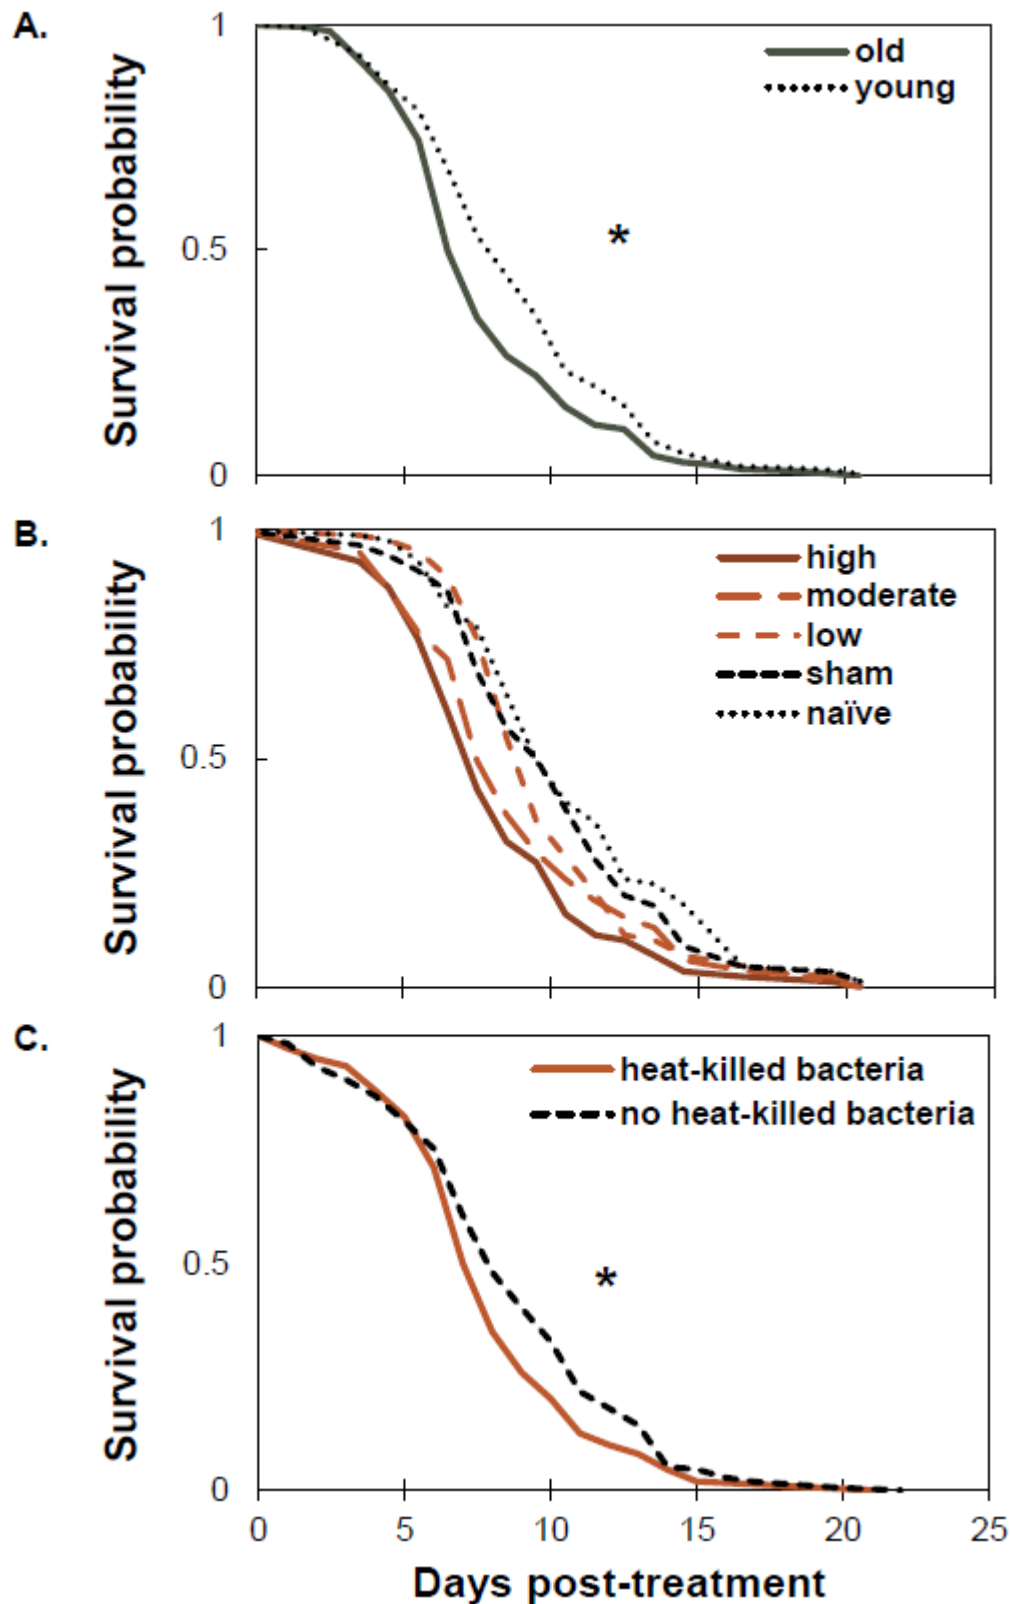 A.
Survival probability
1
0.5
0
old
young
*
B.
Survival probability
1
0.5
0
high
moderate
low
sham
naïve
C.
Survival probability
1
0.5
0
heat-killed bacteria
no heat-killed bacteria
*
0 5 10 15 20 25
Days post-treatment